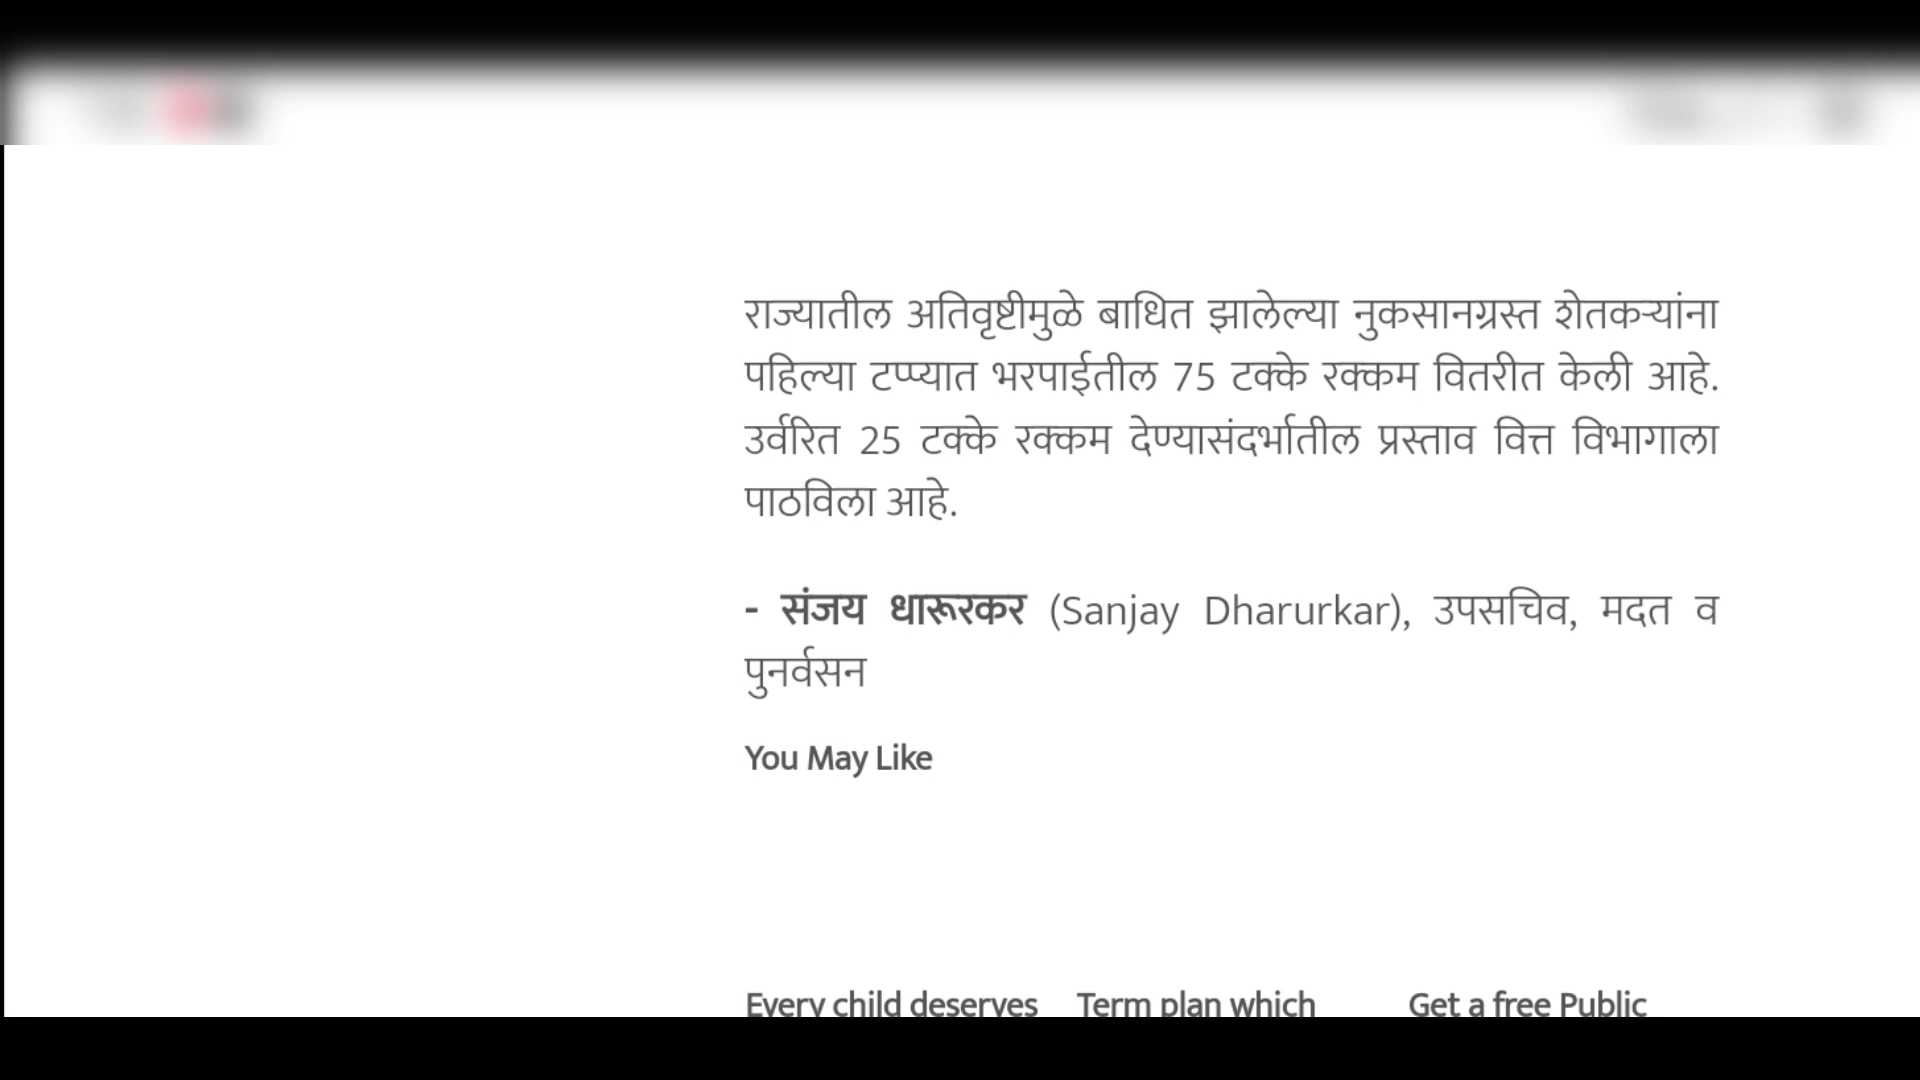 राज्यातील अतिवृष्टीमुळे बाधित झालेल्या नुकसानग्रस्त शेतकऱ्यांना
पहिल्या टप्प्यात भरपाईतील 75 टक्के रक्कम वितरीत केली आहे.
उर्वरित 25 टक्के रक्कम देण्यासंदर्भातील प्रस्ताव वित्त विभागाला
पाठविला आहे.
- संजय धारूरकर (Sanjay Dharurkar), उपसचिव, मदत व
पुनर्वसन
You May Like
Every child deserves Term plan which Get a free Public